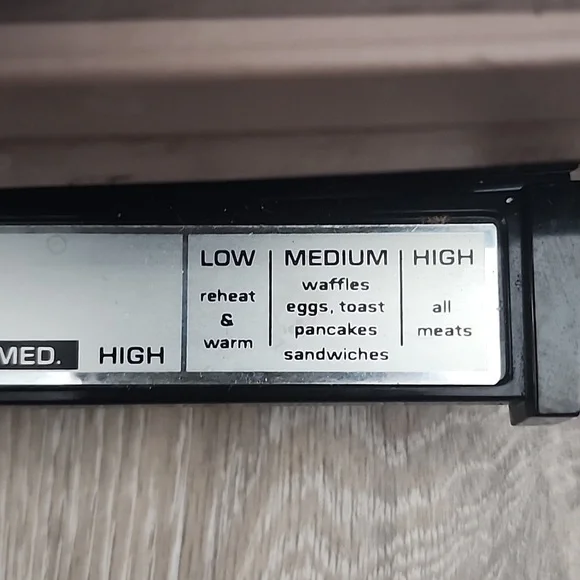 MED. HIGH
LOW
reheat
&
warm
MEDIUM
waffles
eggs, toast
pancakes
sandwiches
HIGH
all
meats